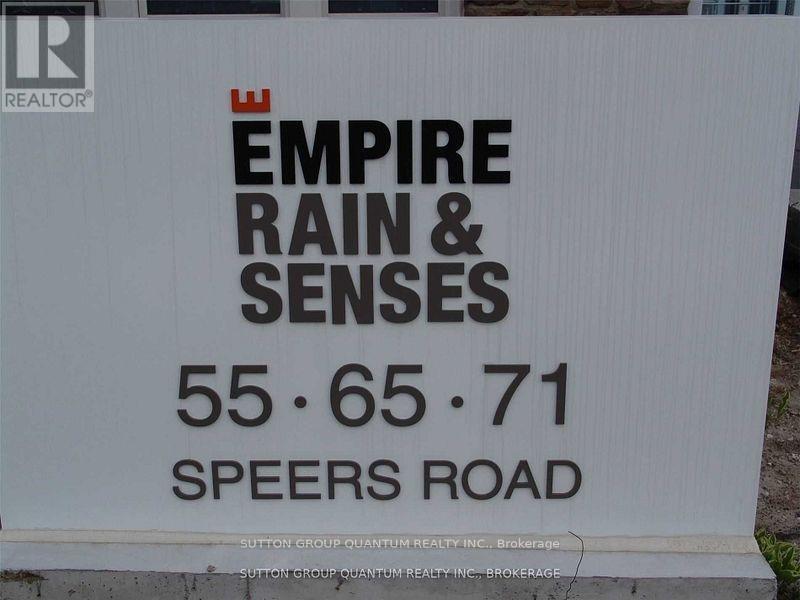 REALTOR®
EMPIRE
RAIN &
SENSES
55 · 65 · 71
SPEERS ROAD
SUTTON GROUP QUANTUM REALTY INC., Brokerage
SUTTON GROUP QUANTUM REALTY INC., BROKERAGE